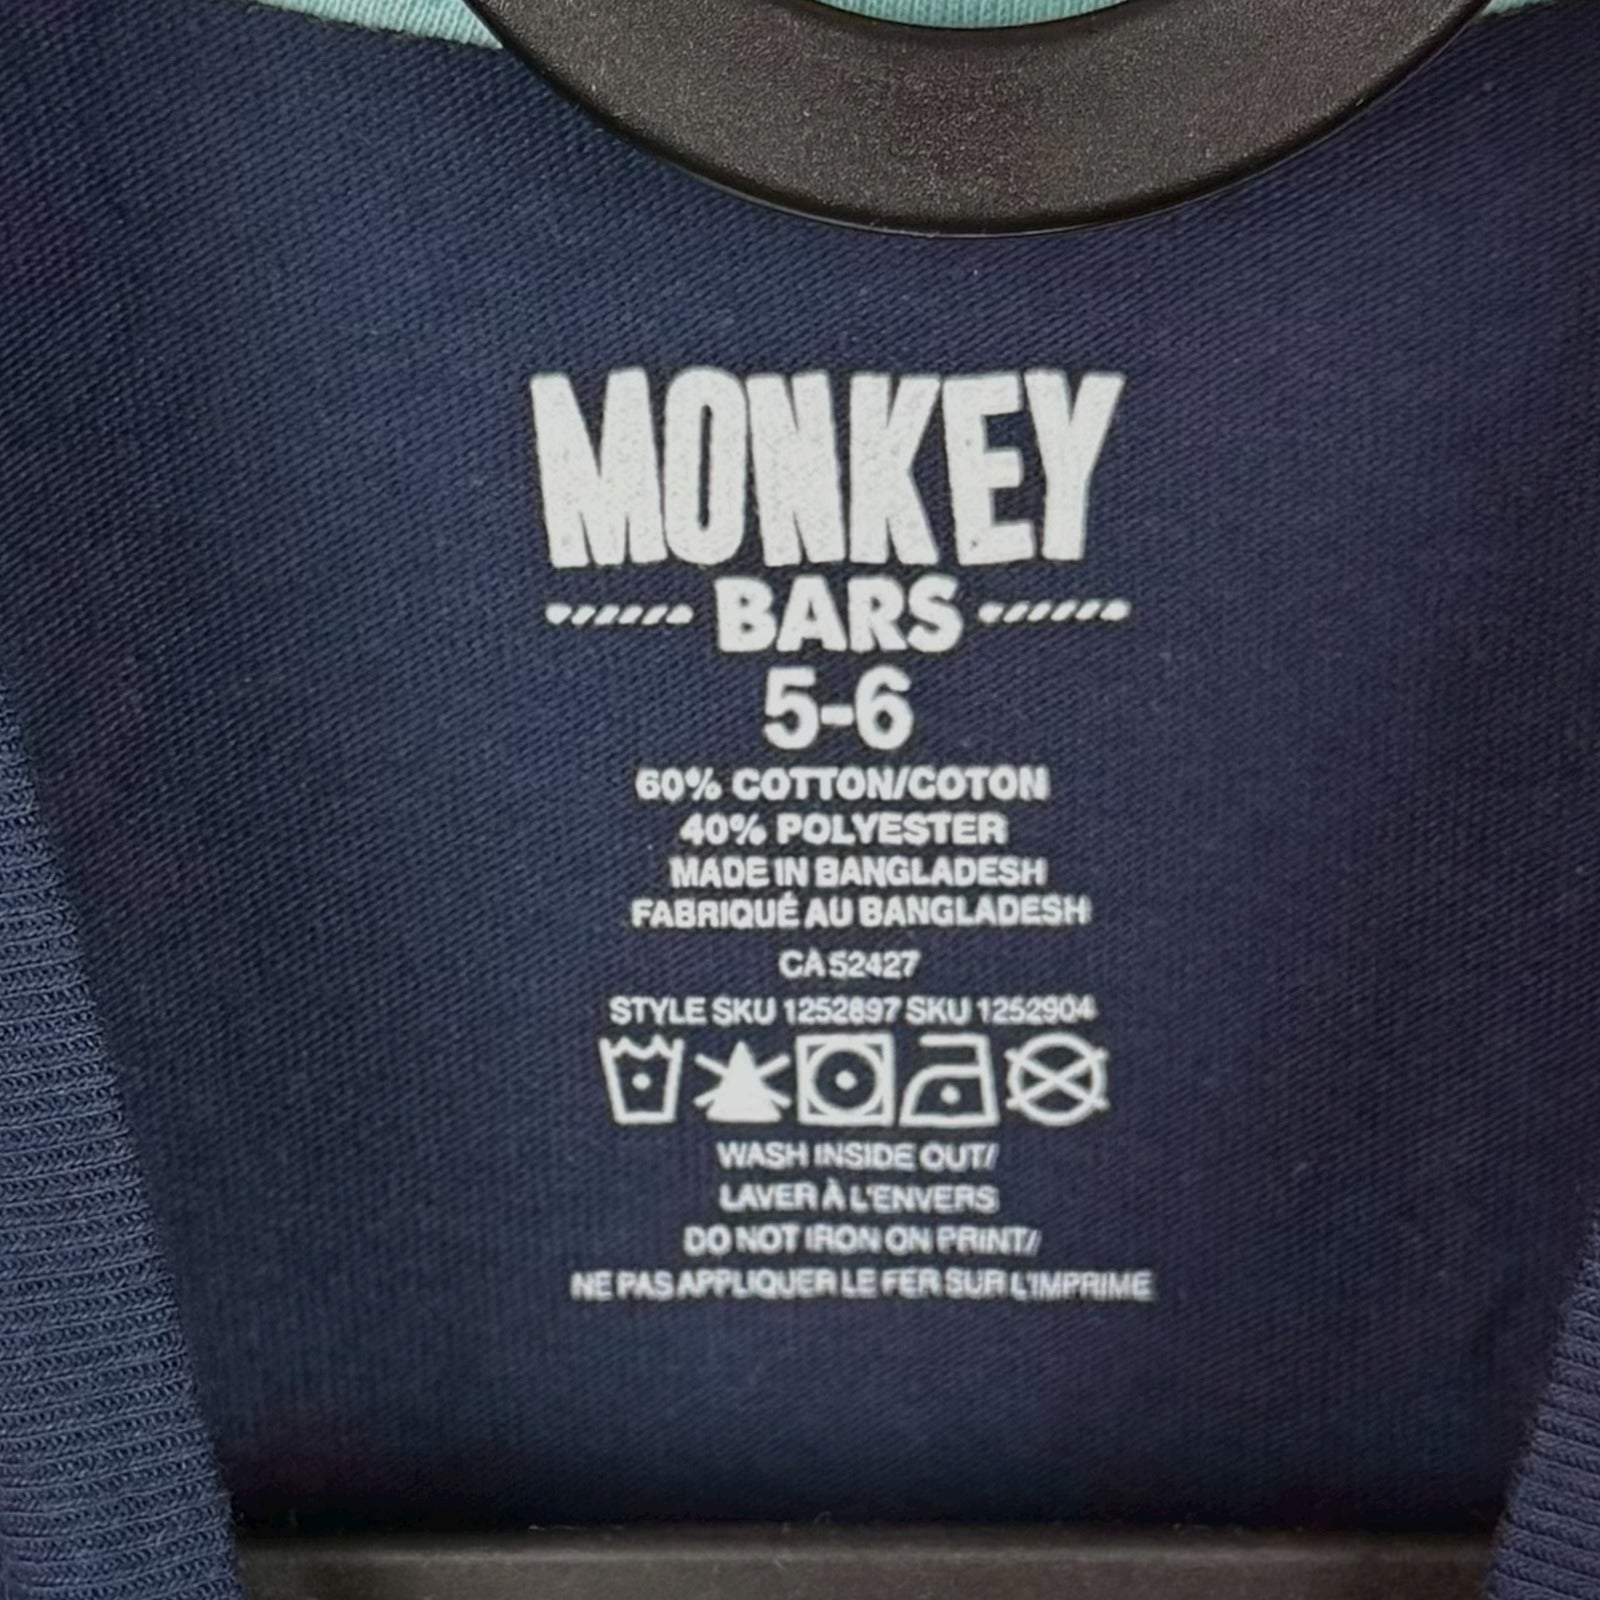 MONKEY
BARS
5-6
60% COTTON/COTON
40% POLYESTER
MADE IN BANGLADESH
FABRIQUÉ AU BANGLADESH
CA 52427
STYLE SKU 1252897 SKU 1252904
WASH INSIDE OUT/
LAVER À L'ENVERS
DO NOT IRON ON PRINT/
NE PAS APPLIQUER LE FER SUR L'IMPRIME